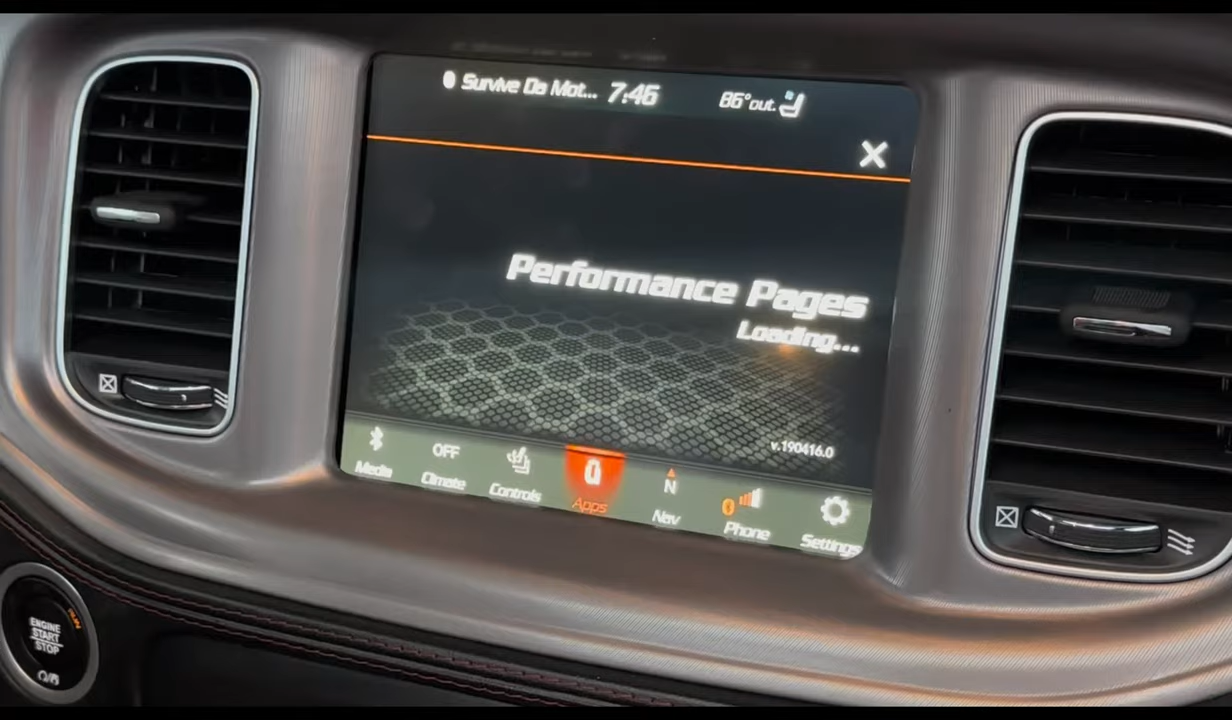 Survive Da Mot... 7:46 86°out.
Performance Pages
Loading...
v.190416.0
OFF
N
Media Climate Controls Apps Nav Phone Settings
ENGINE
START
STOP
RUN